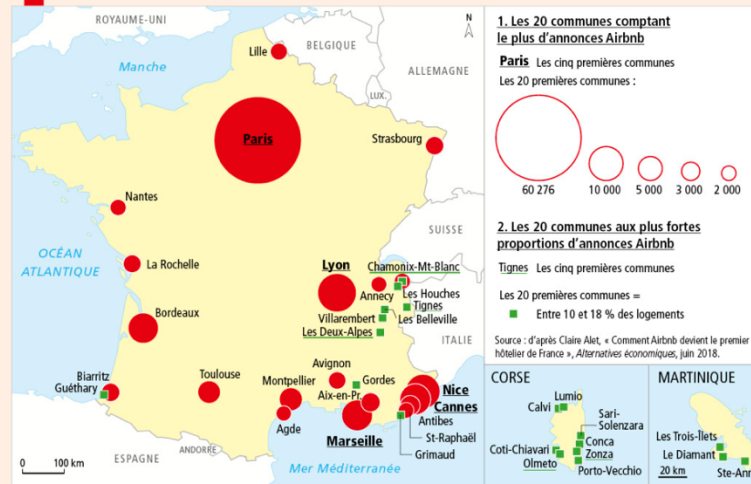 ROYAUME-UNI
BELGIQUE
ALLEMAGNE
LUX.
Manche
Lille
Paris
Strasbourg
Nantes
SUISSE
OCÉAN
ATLANTIQUE
La Rochelle
Lyon
Chamonix-Mt-Blanc
Annecy
Les Houches
Tignes
Villarembert
Les Belleville
Les Deux-Alpes
Bordeaux
ITALIE
Avignon
Gordes
Biarritz
Guéthary
Toulouse
Montpellier
Aix-en-Pr.
Nice
Cannes
Antibes
St-Raphaël
Grimaud
Agde
Marseille
ESPAGNE
ANDORRE
Mer Méditerranée
0 100 km
N
1. Les 20 communes comptant
le plus d'annonces Airbnb
Paris Les cinq premières communes
Les 20 premières communes :
60 276 10 000 5 000 3 000 2 000
2. Les 20 communes aux plus fortes
proportions d'annonces Airbnb
Tignes Les cinq premières communes
Les 20 premières communes =
Entre 10 et 18 % des logements
Source : d'après Claire Alet, « Comment Airbnb devient le premier
hôtelier de France », Alternatives économiques, juin 2018.
CORSE
Lumio
Calvi
Sari-
Solenzara
Conca
Zonza
Coti-Chiavari
Olmeto
Porto-Vecchio
MARTINIQUE
Les Trois-Îlets
Le Diamant
20 km
Ste-Ann